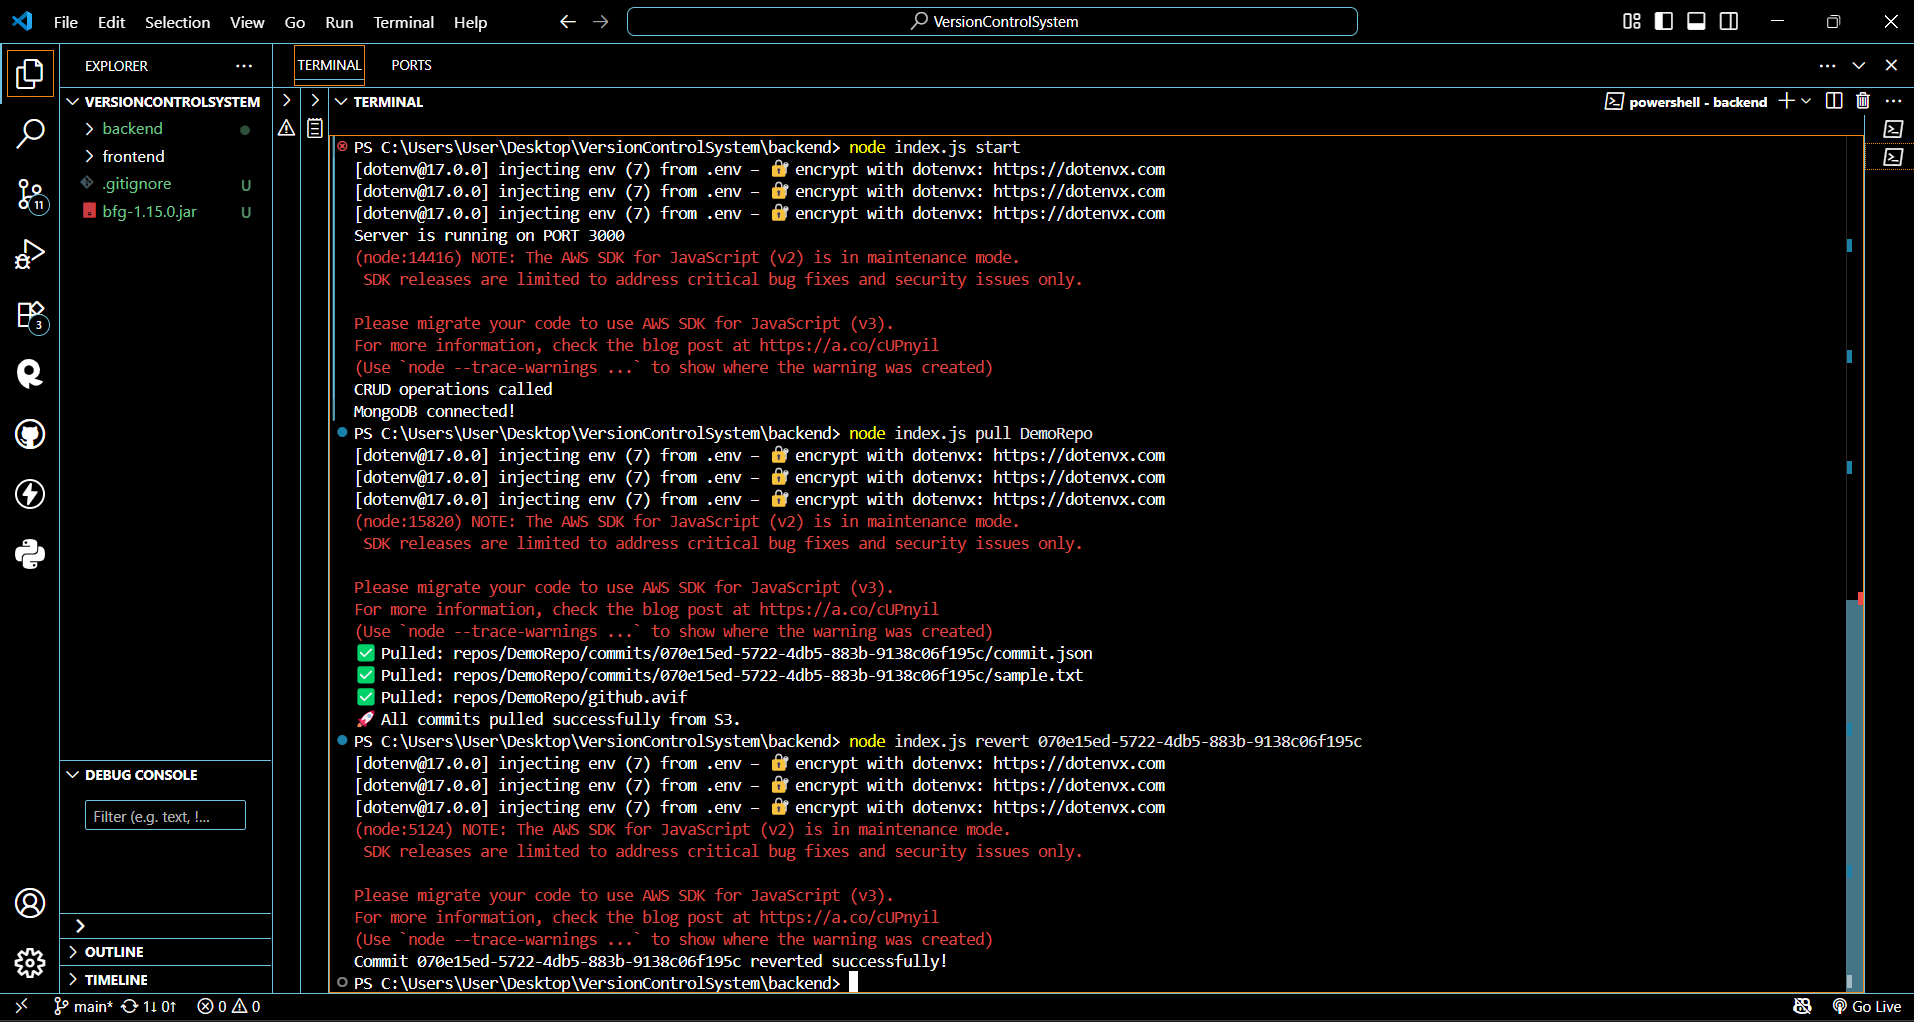 File Edit Selection View Go Run Terminal Help
VersionControlSystem
EXPLORER
TERMINAL PORTS
VERSIONCONTROLSYSTEM
backend
frontend
.gitignore U
bfg-1.15.0.jar U
11
3
TERMINAL
powershell - backend
PS C:\Users\User\Desktop\VersionControlSystem\backend> node index.js start
[dotenv@17.0.0] injecting env (7) from .env – 🔐 encrypt with dotenvx: https://dotenvx.com
[dotenv@17.0.0] injecting env (7) from .env – 🔐 encrypt with dotenvx: https://dotenvx.com
[dotenv@17.0.0] injecting env (7) from .env – 🔐 encrypt with dotenvx: https://dotenvx.com
Server is running on PORT 3000
(node:14416) NOTE: The AWS SDK for JavaScript (v2) is in maintenance mode.
SDK releases are limited to address critical bug fixes and security issues only.
Please migrate your code to use AWS SDK for JavaScript (v3).
For more information, check the blog post at https://a.co/cUPnyil
(Use `node --trace-warnings ...` to show where the warning was created)
CRUD operations called
MongoDB connected!
PS C:\Users\User\Desktop\VersionControlSystem\backend> node index.js pull DemoRepo
[dotenv@17.0.0] injecting env (7) from .env – 🔐 encrypt with dotenvx: https://dotenvx.com
[dotenv@17.0.0] injecting env (7) from .env – 🔐 encrypt with dotenvx: https://dotenvx.com
[dotenv@17.0.0] injecting env (7) from .env – 🔐 encrypt with dotenvx: https://dotenvx.com
(node:15820) NOTE: The AWS SDK for JavaScript (v2) is in maintenance mode.
SDK releases are limited to address critical bug fixes and security issues only.
Please migrate your code to use AWS SDK for JavaScript (v3).
For more information, check the blog post at https://a.co/cUPnyil
(Use `node --trace-warnings ...` to show where the warning was created)
✅ Pulled: repos/DemoRepo/commits/070e15ed-5722-4db5-883b-9138c06f195c/commit.json
✅ Pulled: repos/DemoRepo/commits/070e15ed-5722-4db5-883b-9138c06f195c/sample.txt
✅ Pulled: repos/DemoRepo/github.avif
🚀 All commits pulled successfully from S3.
PS C:\Users\User\Desktop\VersionControlSystem\backend> node index.js revert 070e15ed-5722-4db5-883b-9138c06f195c
[dotenv@17.0.0] injecting env (7) from .env – 🔐 encrypt with dotenvx: https://dotenvx.com
[dotenv@17.0.0] injecting env (7) from .env – 🔐 encrypt with dotenvx: https://dotenvx.com
[dotenv@17.0.0] injecting env (7) from .env – 🔐 encrypt with dotenvx: https://dotenvx.com
(node:5124) NOTE: The AWS SDK for JavaScript (v2) is in maintenance mode.
SDK releases are limited to address critical bug fixes and security issues only.
Please migrate your code to use AWS SDK for JavaScript (v3).
For more information, check the blog post at https://a.co/cUPnyil
(Use `node --trace-warnings ...` to show where the warning was created)
Commit 070e15ed-5722-4db5-883b-9138c06f195c reverted successfully!
PS C:\Users\User\Desktop\VersionControlSystem\backend>
DEBUG CONSOLE
Filter (e.g. text, !...
OUTLINE
TIMELINE
main* 1↓ 0↑ 0 0
Go Live